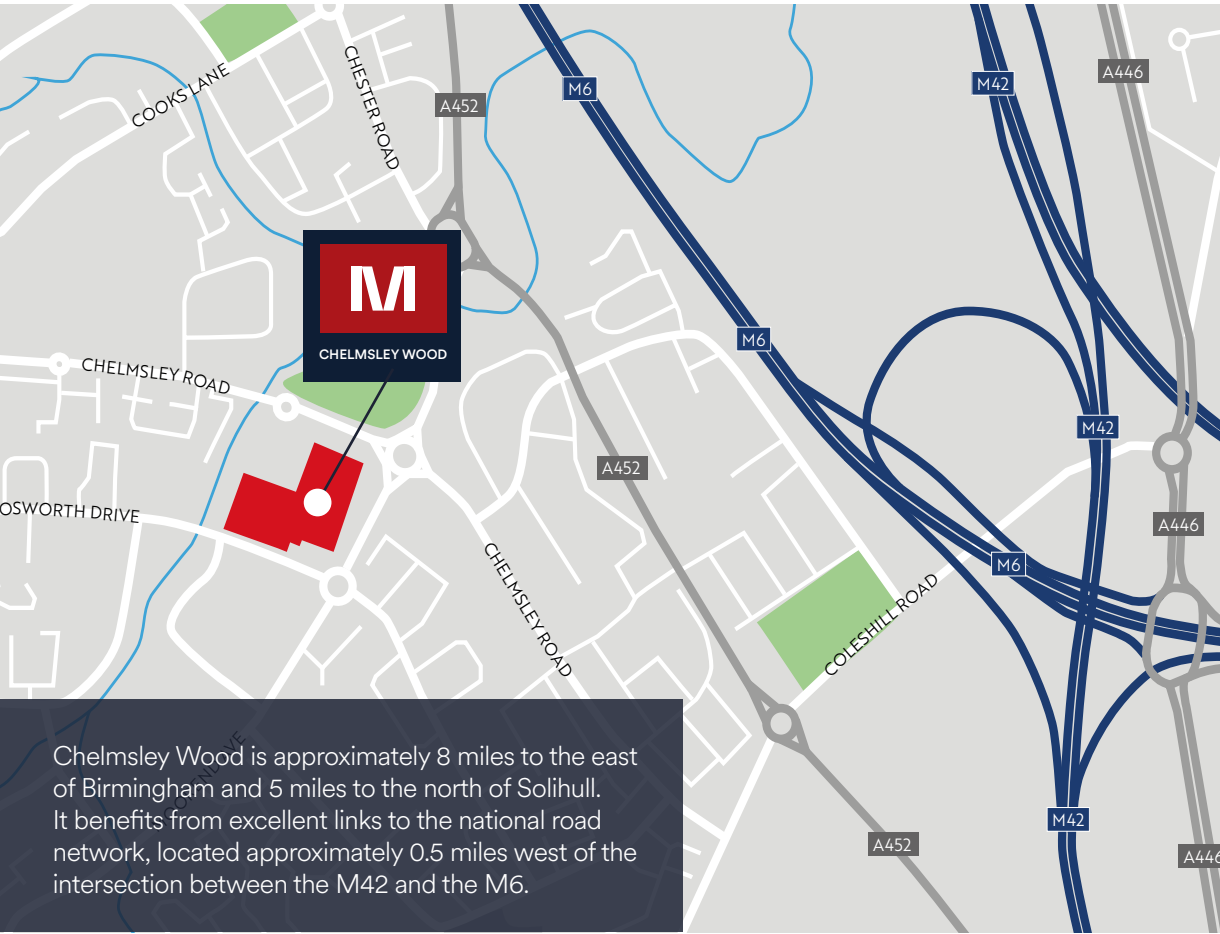 COOKS LANE
CHESTER ROAD
A452
M6
M42
A446
M
CHELMSLEY WOOD
CHELMSLEY ROAD
M6
M42
A452
OSWORTH DRIVE
A446
M6
CHELMSLEY ROAD
COLESHILL ROAD
M42
A452
A446
Chelmsley Wood is approximately 8 miles to the east
of Birmingham and 5 miles to the north of Solihull.
It benefits from excellent links to the national road
network, located approximately 0.5 miles west of the
intersection between the M42 and the M6.